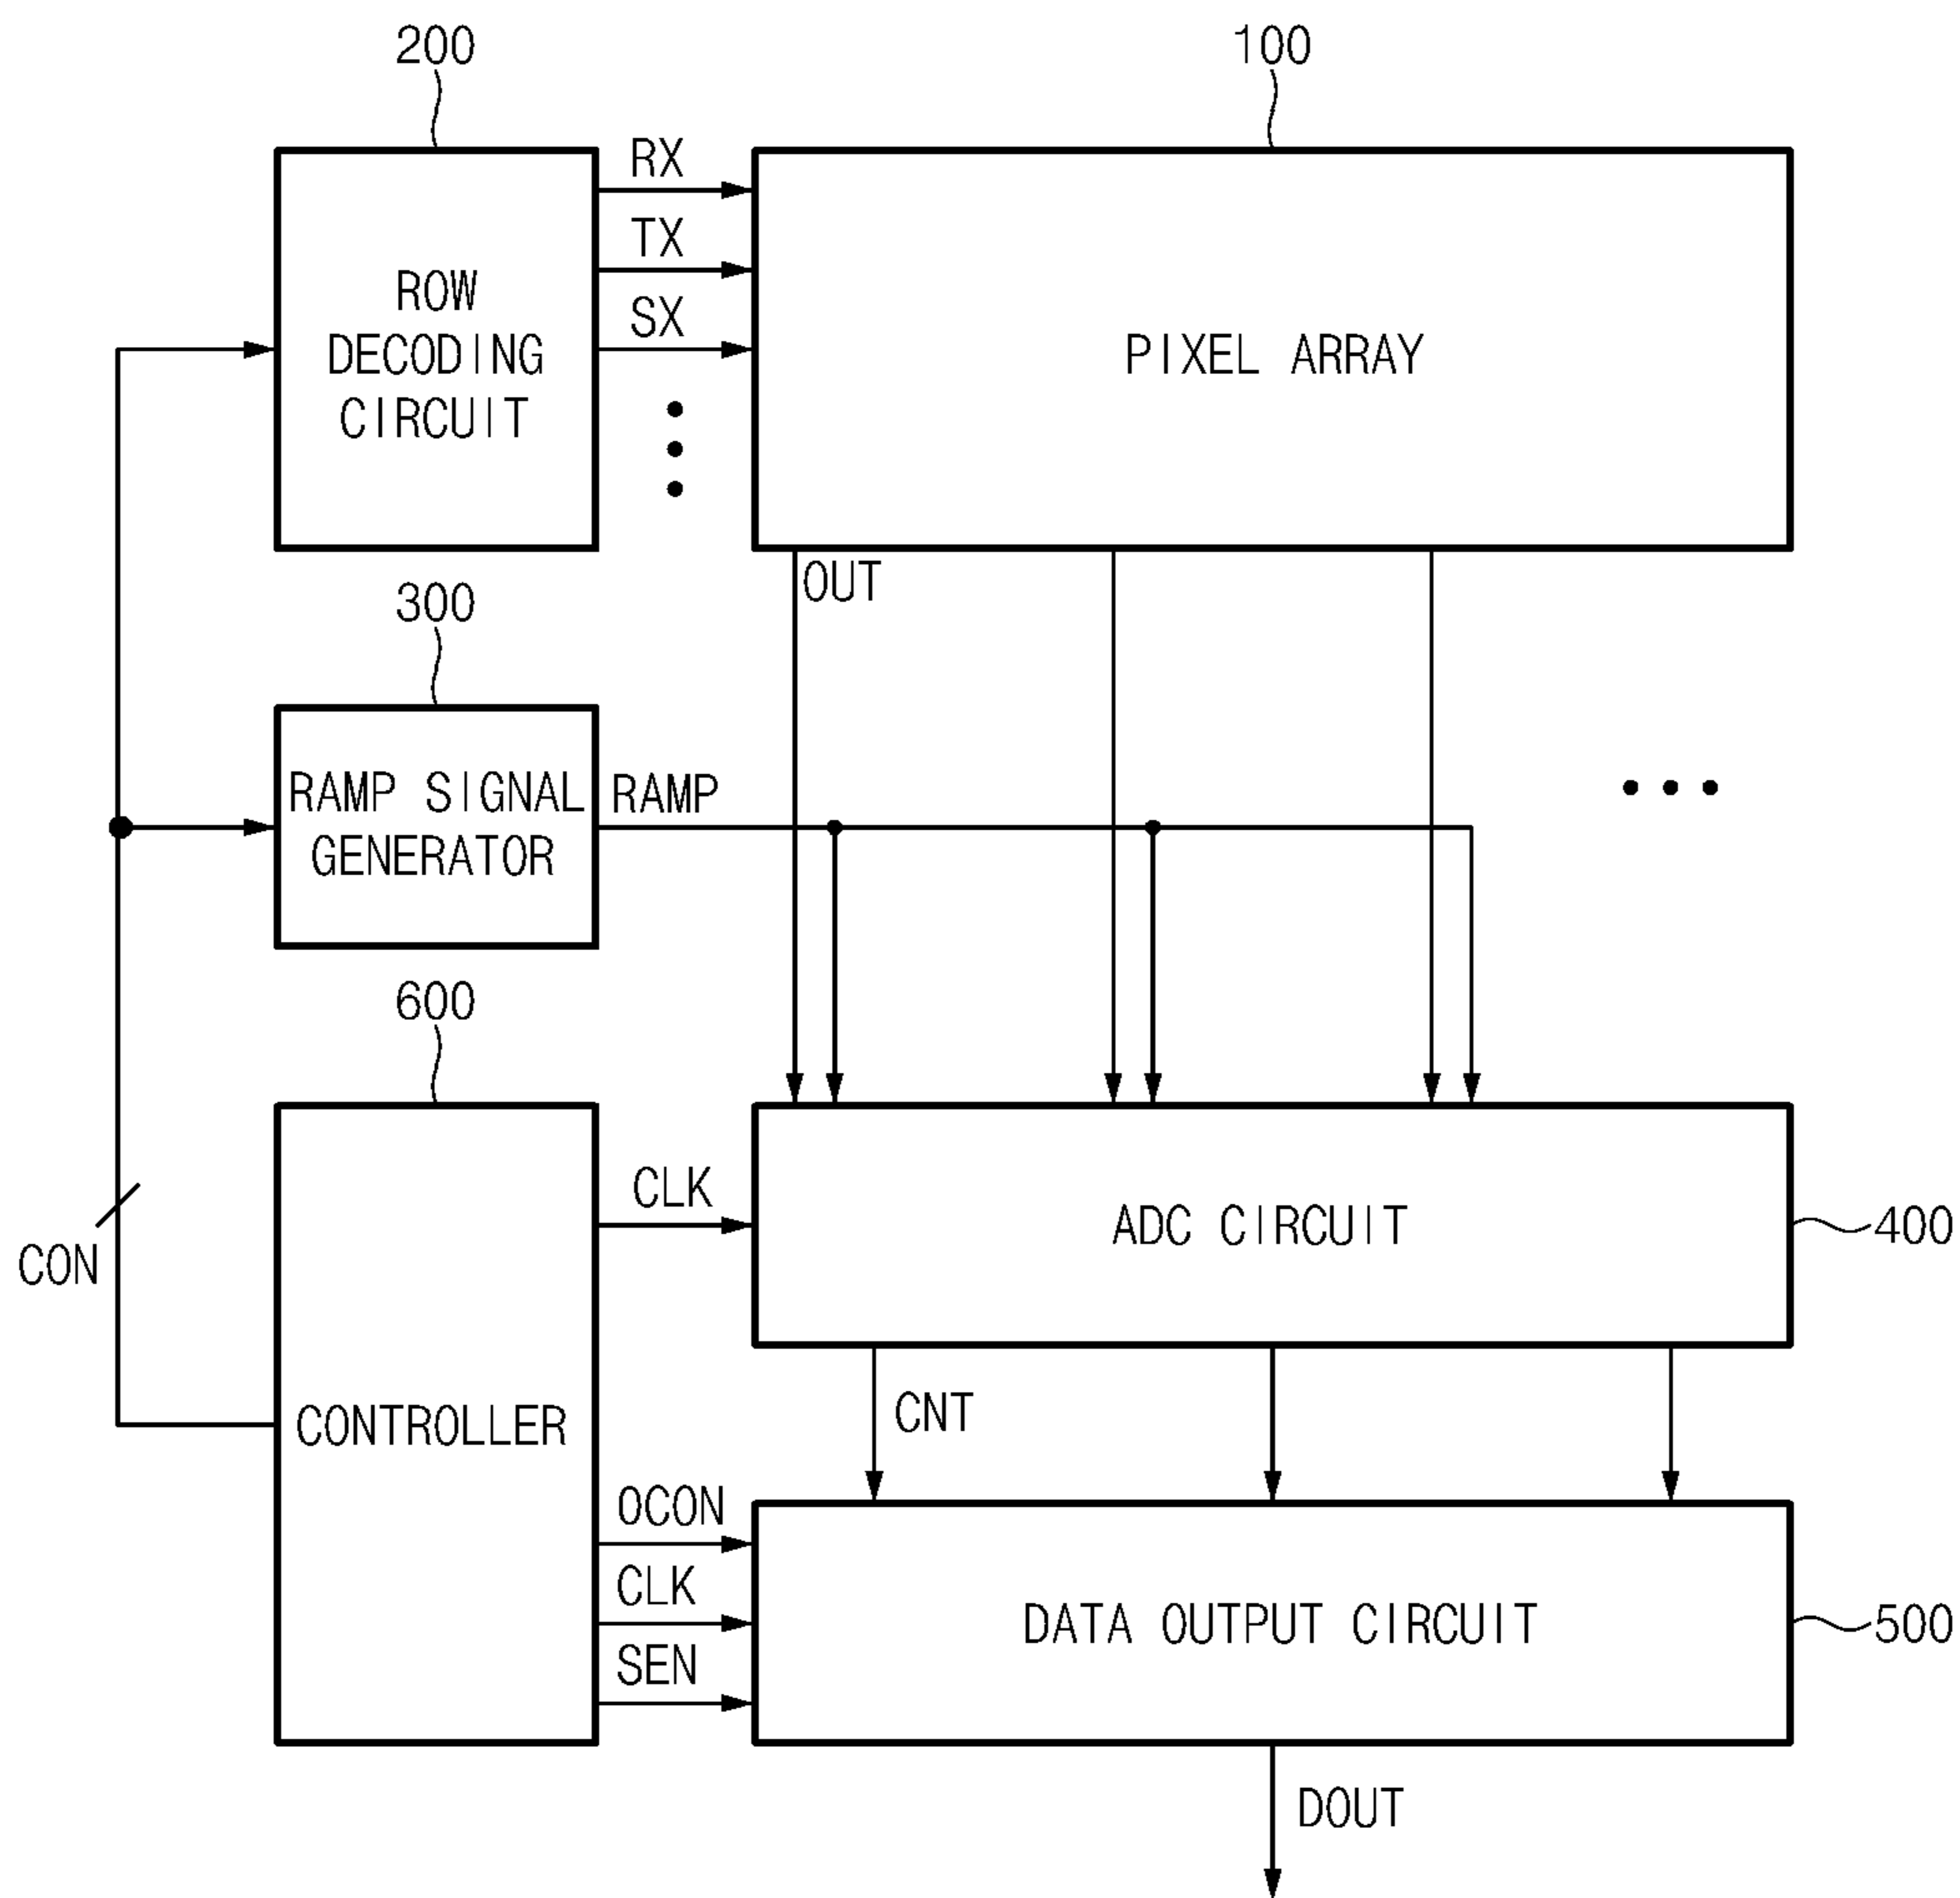 200
100
RX
TX
SX
ROW
DECODING
CIRCUIT
PIXEL ARRAY
OUT
300
RAMP SIGNAL
GENERATOR
RAMP
600
CLK
ADC CIRCUIT
400
CON
CONTROLLER
CNT
OCON
CLK
SEN
DATA OUTPUT CIRCUIT
500
DOUT